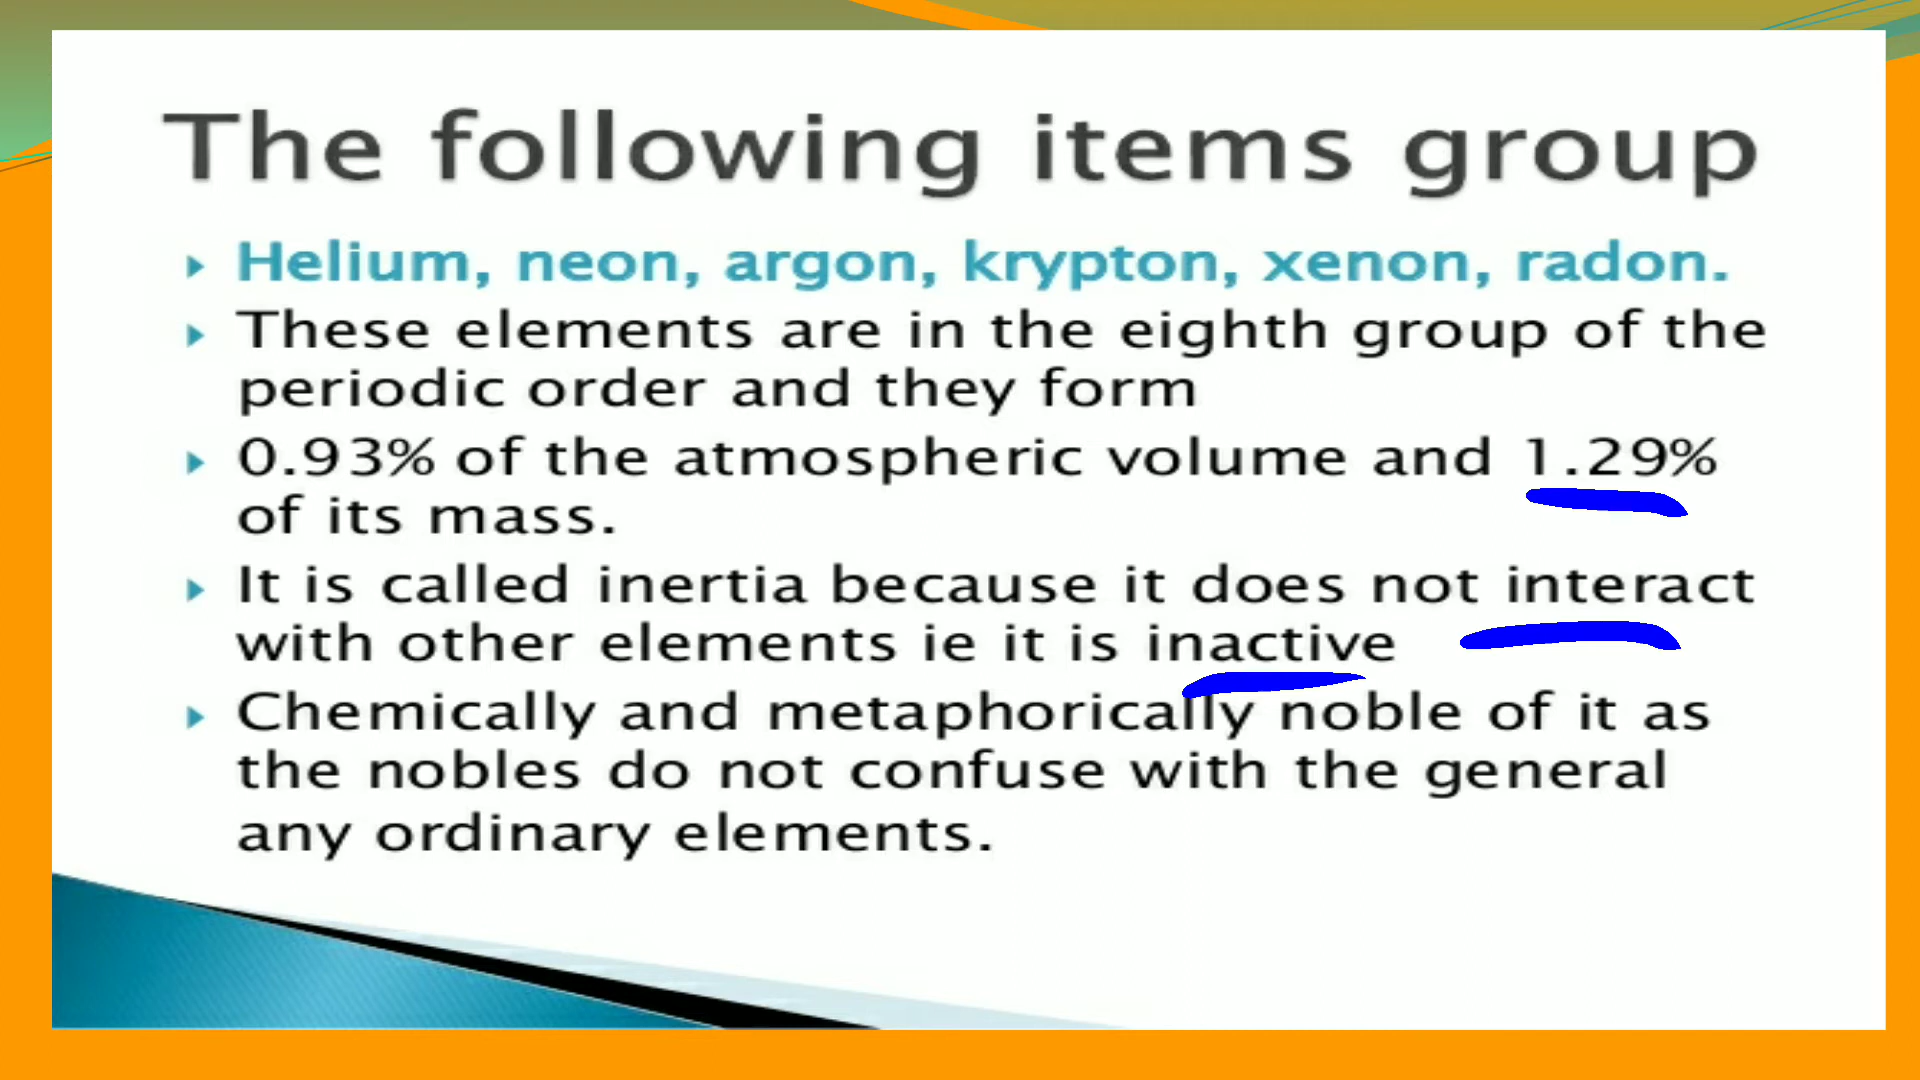 The following items group
Helium, neon, argon, krypton, xenon, radon.
These elements are in the eighth group of the
periodic order and they form
0.93% of the atmospheric volume and 1.29%
of its mass.
It is called inertia because it does not interact
with other elements ie it is inactive
Chemically and metaphorically noble of it as
the nobles do not confuse with the general
any ordinary elements.